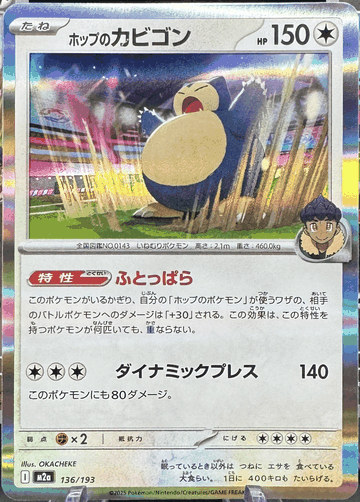 たね ホップのカビゴン HP 150
全国図鑑 NO.0143 いねむりポケモン 高さ：2.1m 重さ：460.0kg
特性 とくせい ふとっぱら
このポケモンがいるかぎり、自分の「ホップのポケモン」が使うワザの、相手
のバトルポケモンへのダメージは「+30」される。この効果は、この特性を
持つポケモンが何匹いても、重ならない。
ダイナミックプレス 140
このポケモンにも80ダメージ。
弱点 ×2 抵抗力 にげる
illus. OKACHEKE
I M2a 136/193
眠っているとき以外は つねに エサを 食べて
いる 大食漢。1日に 400キロも たいらげる。
©2025 Pokémon/Nintendo/Creatures/GAME FREAK